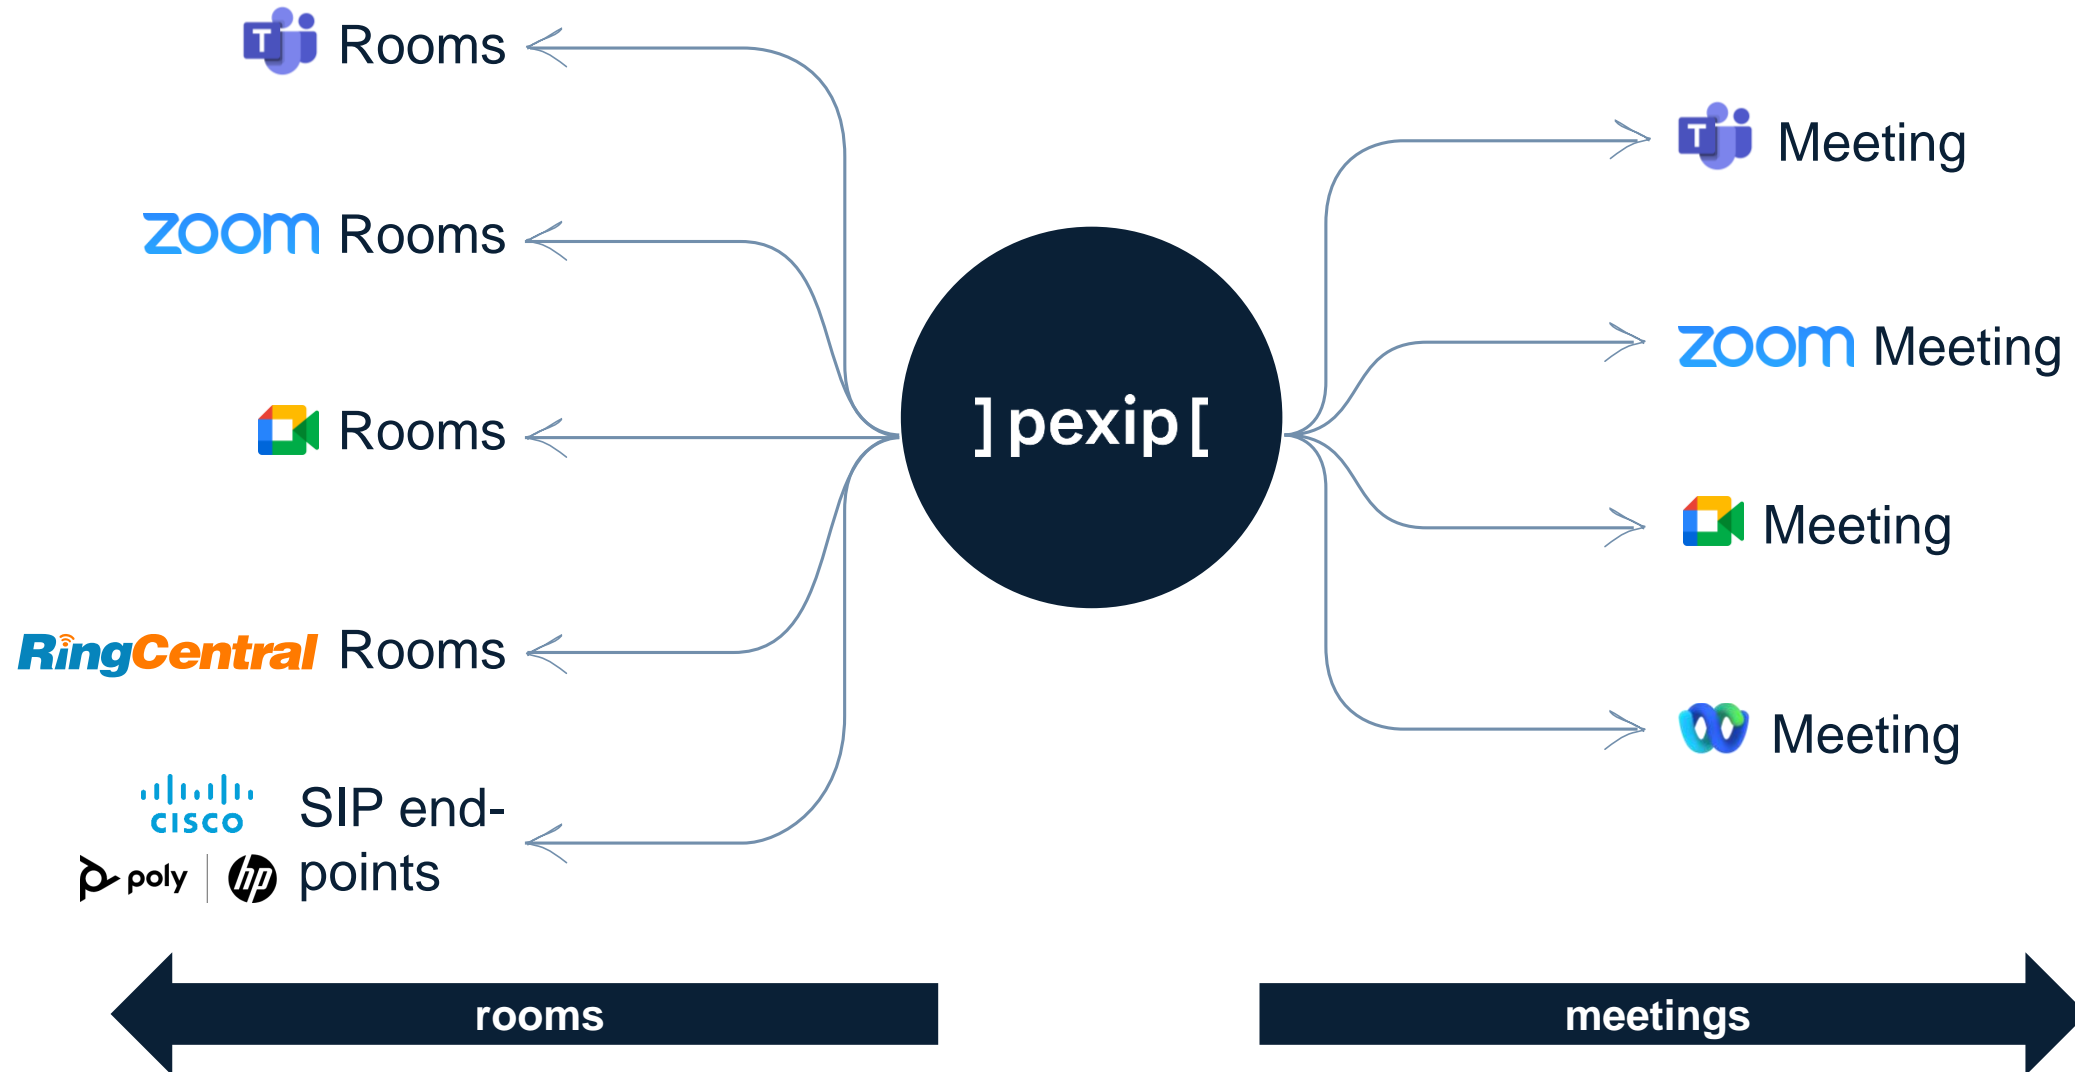 T Rooms
zoom Rooms
Rooms
RingCentral Rooms
CISCO
SIP end-
points
poly
hp
]pexip[
T Meeting
zoom Meeting
Meeting
Meeting
rooms
meetings